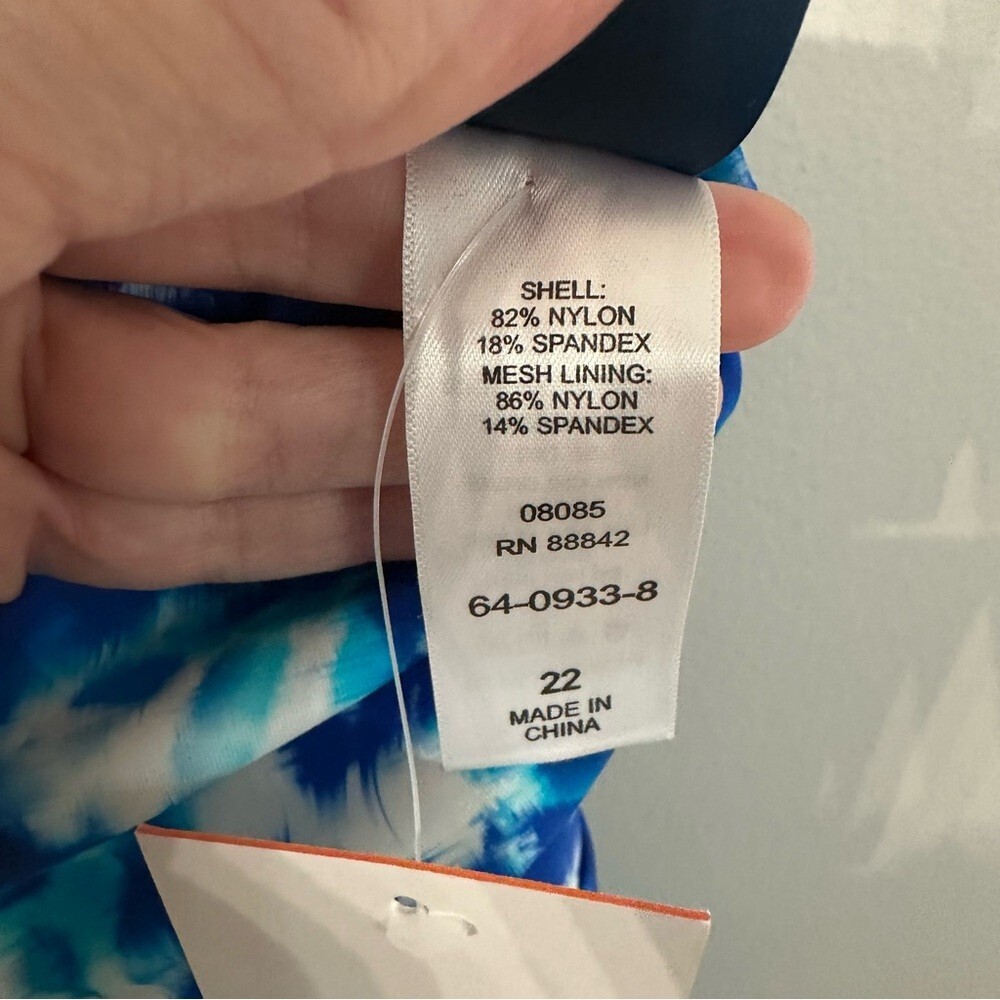 SHELL:
82% NYLON
18% SPANDEX
MESH LINING:
86% NYLON
14% SPANDEX
08085
RN 88842
64-0933-8
22
MADE IN
CHINA